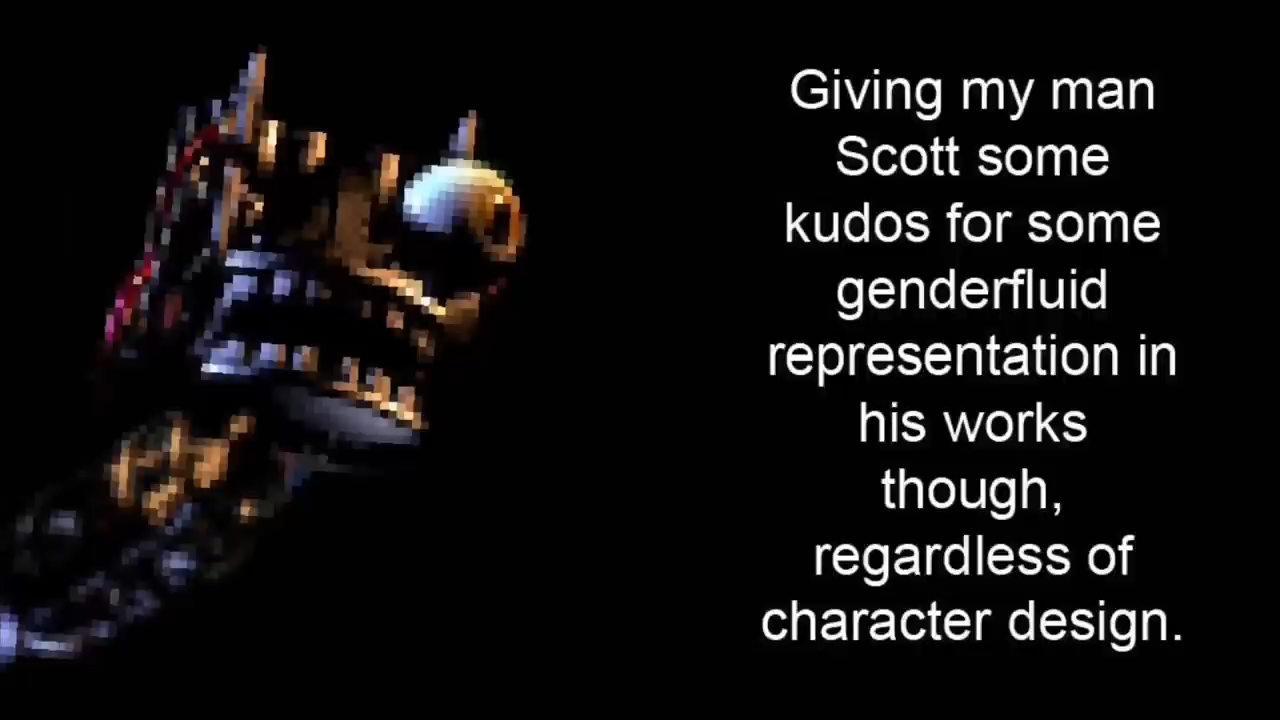 Giving my man
Scott some
kudos for some
genderfluid
representation in
his works
though,
regardless of
character design.